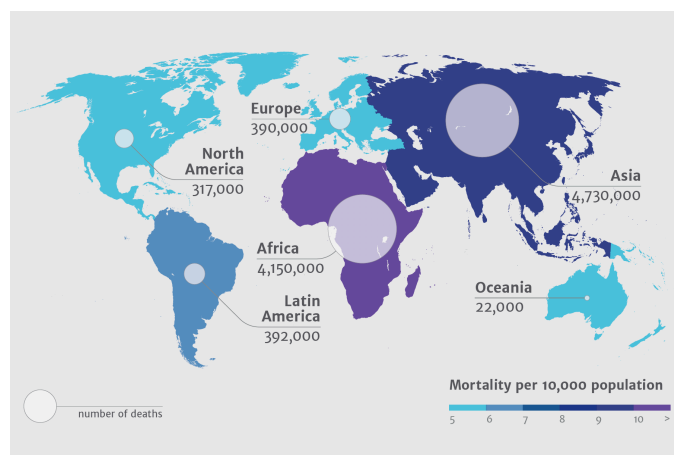 Europe
390,000
North
America
317,000
Asia
4,730,000
Africa
4,150,000
Latin
America
392,000
Oceania
22,000
number of deaths
Mortality per 10,000 population
5 6 7 8 9 10 >